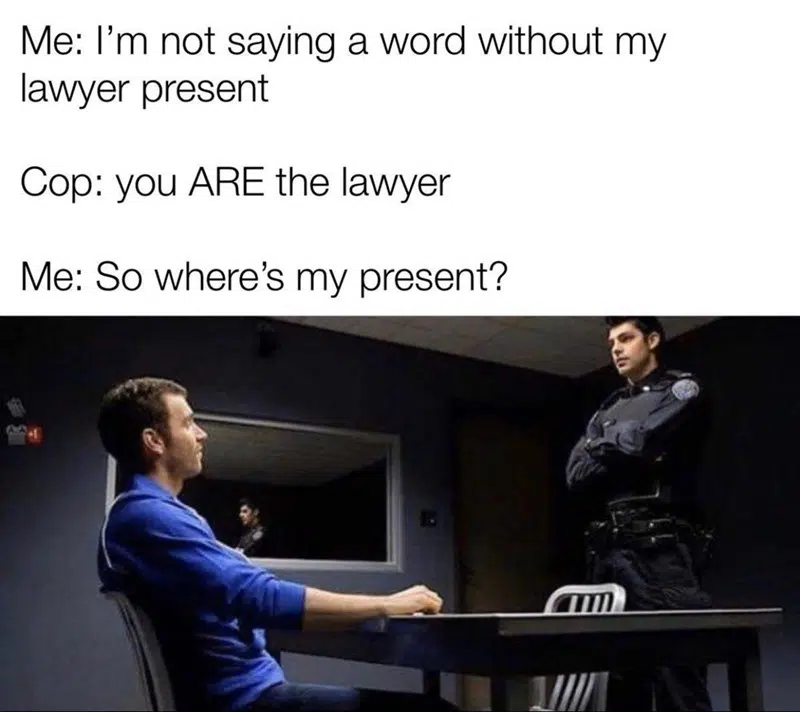 Me: I’m not saying a word without my
lawyer present
Cop: you ARE the lawyer
Me: So where’s my present?